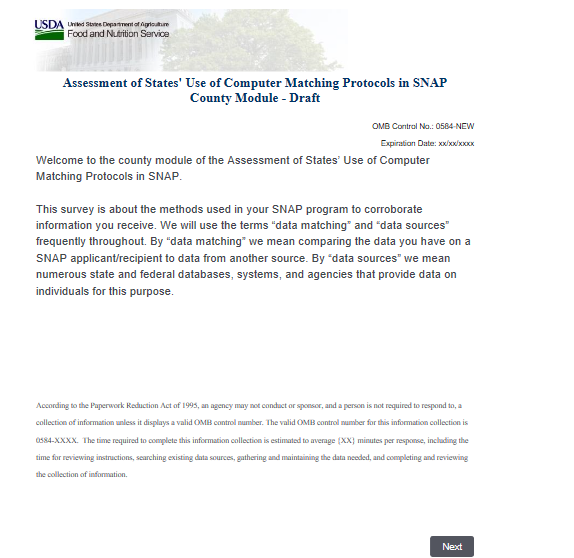 USDA United States Department of Agriculture
Food and Nutrition Service
Assessment of States' Use of Computer Matching Protocols in SNAP
County Module - Draft
OMB Control No.: 0584-NEW
Expiration Date: xx/xx/xxxx
Welcome to the county module of the Assessment of States' Use of Computer
Matching Protocols in SNAP.
This survey is about the methods used in your SNAP program to corroborate
information you receive. We will use the terms “data matching” and “data sources”
frequently throughout. By “data matching” we mean comparing the data you have on a
SNAP applicant/recipient to data from another source. By “data sources” we mean
numerous state and federal databases, systems, and agencies that provide data on
individuals for this purpose.
According to the Paperwork Reduction Act of 1995, an agency may not conduct or sponsor, and a person is not required to respond to, a
collection of information unless it displays a valid OMB control number. The valid OMB control number for this information collection is
0584-XXXX. The time required to complete this information collection is estimated to average {XX} minutes per response, including the
time for reviewing instructions, searching existing data sources, gathering and maintaining the data needed, and completing and reviewing
the collection of information.
Next